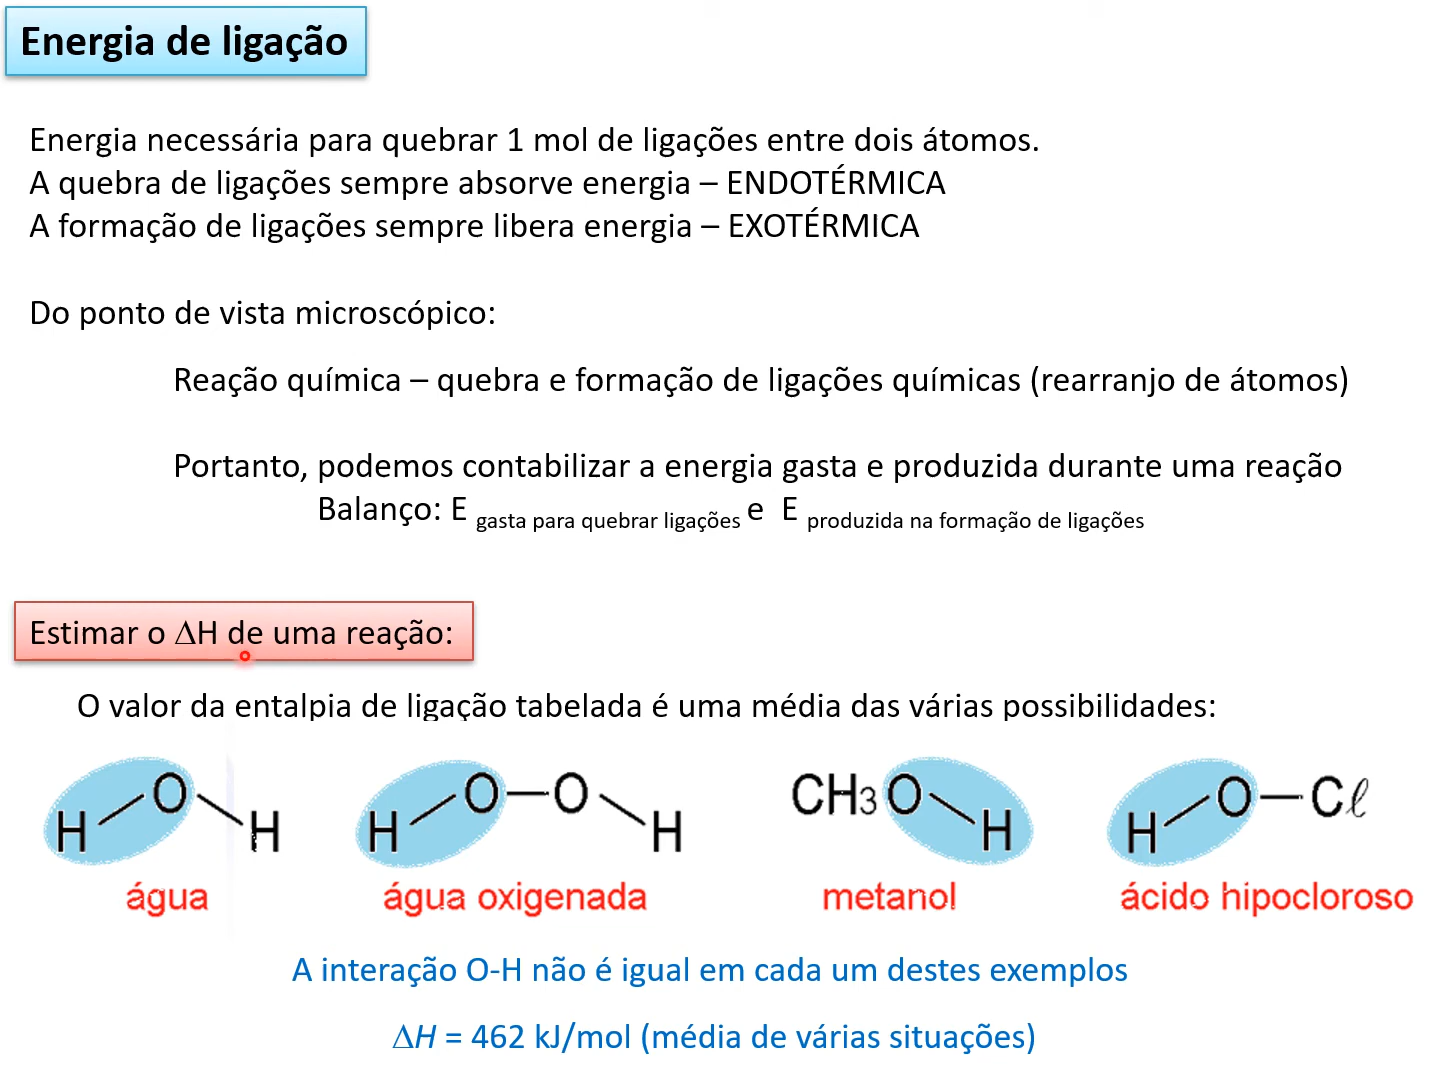 Energia de ligação
Energia necessária para quebrar 1 mol de ligações entre dois átomos.
A quebra de ligações sempre absorve energia – ENDOTÉRMICA
A formação de ligações sempre libera energia – EXOTÉRMICA
Do ponto de vista microscópico:
Reação química – quebra e formação de ligações químicas (rearranjo de átomos)
Portanto, podemos contabilizar a energia gasta e produzida durante uma reação
Balanço: E gasta para quebrar ligações e E produzida na formação de ligações
Estimar o ΔH de uma reação:
O valor da entalpia de ligação tabelada é uma média das várias possibilidades:
H O H
H O O H
CH3 O H
H O Cℓ
água água oxigenada metanol ácido hipocloroso
A interação O-H não é igual em cada um destes exemplos
ΔH = 462 kJ/mol (média de várias situações)